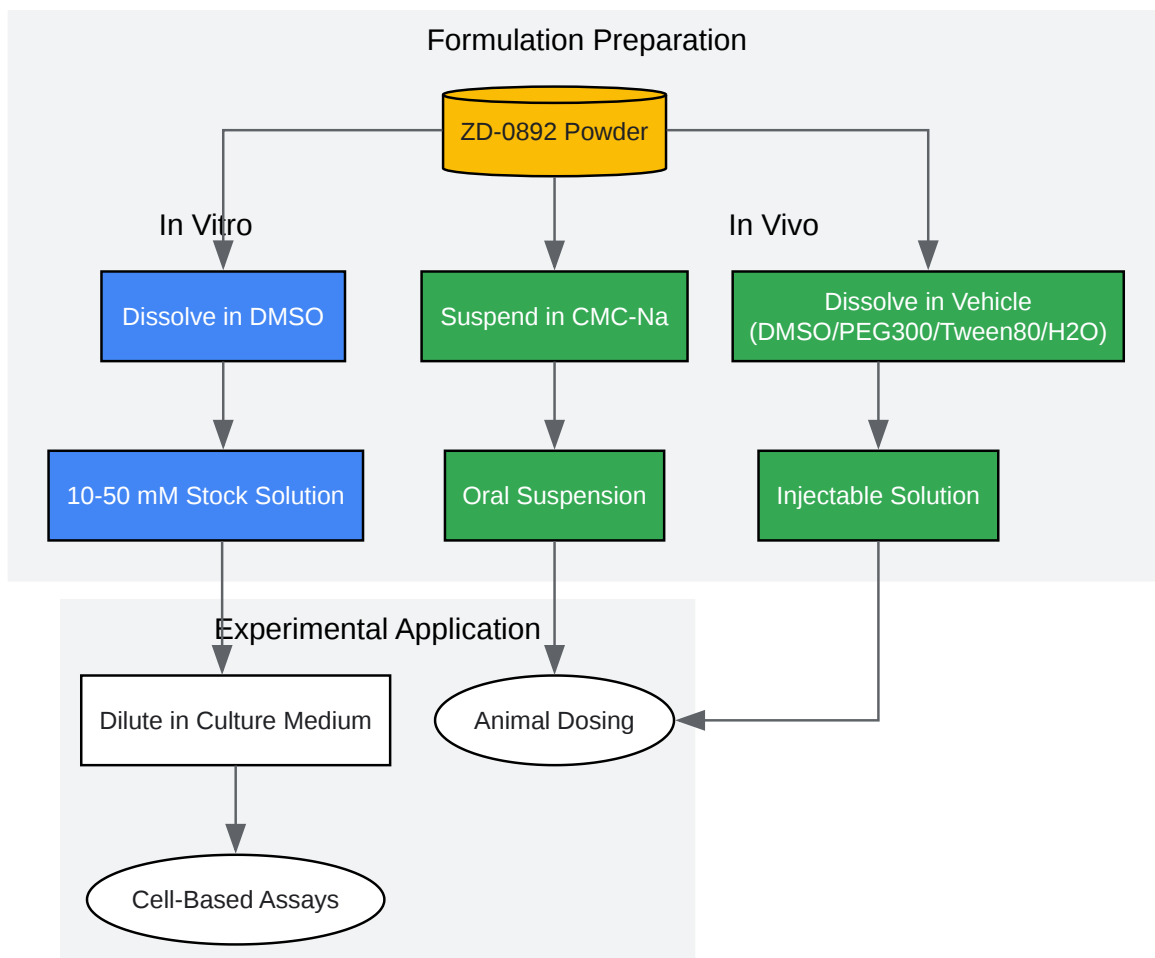 Formulation Preparation
ZD-0892 Powder
In Vitro
In Vivo
Dissolve in DMSO
Suspend in CMC-Na
Dissolve in Vehicle
(DMSO/PEG300/Tween80/H2O)
10-50 mM Stock Solution
Oral Suspension
Injectable Solution
Experimental Application
Dilute in Culture Medium
Animal Dosing
Cell-Based Assays